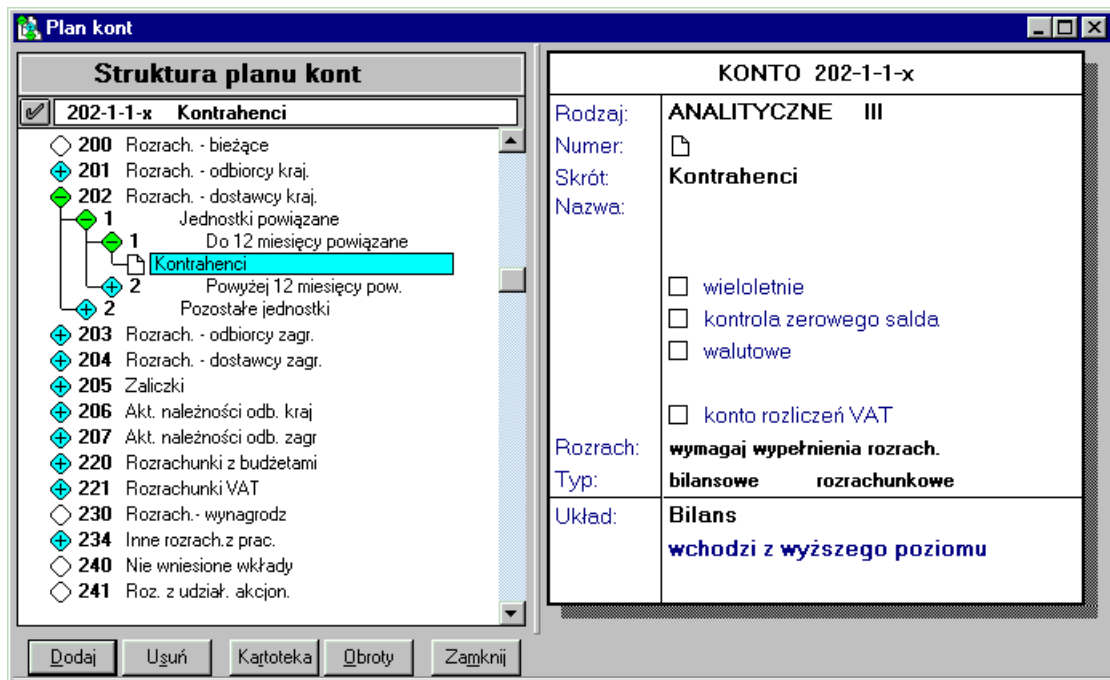 Plan kont
Struktura planu kont
202-1-1-x Kontrahenci
200 Rozrach. - bieżące
201 Rozrach. - odbiorcy kraj.
202 Rozrach. - dostawcy kraj.
1 Jednostki powiązane
1 Do 12 miesięcy powiązane
Kontrahenci
2 Powyżej 12 miesięcy pow.
2 Pozostałe jednostki
203 Rozrach. - odbiorcy zagr.
204 Rozrach. - dostawcy zagr.
205 Zaliczki
206 Akt. należności odb. kraj
207 Akt. należności odb. zagr
220 Rozrachunki z budżetami
221 Rozrachunki VAT
230 Rozrach.- wynagrodz
234 Inne rozrach.z prac.
240 Nie wniesione wkłady
241 Roz. z udział. akcjon.
Dodaj Usuń Kartoteka Obroty Zamknij
KONTO 202-1-1-x
Rodzaj: ANALITYCZNE III
Numer:
Skrót: Kontrahenci
Nazwa:
wieloletnie
kontrola zerowego salda
walutowe
konto rozliczeń VAT
Rozrach: wymagaj wypełnienia rozrach.
Typ: bilansowe rozrachunkowe
Układ: Bilans
wchodzi z wyższego poziomu